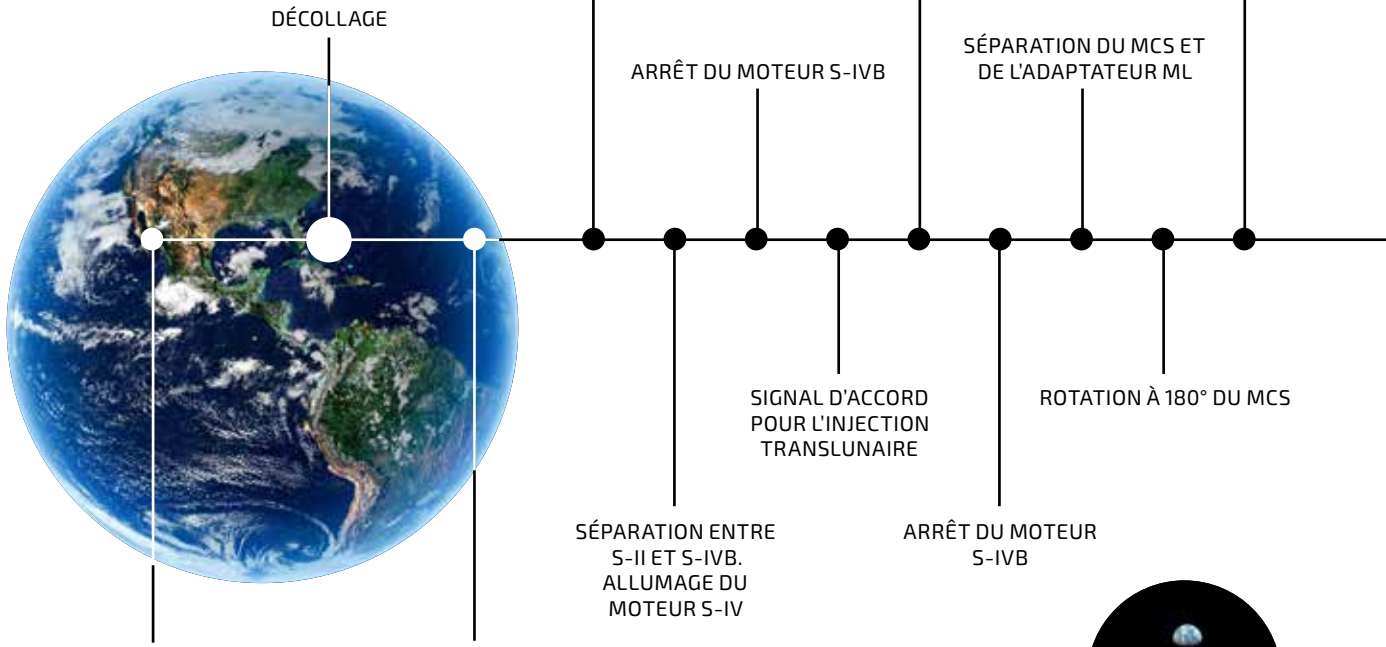 DÉCOLLAGE
ARRÊT DU MOTEUR S-IVB
SÉPARATION DU MCS ET
DE L'ADAPTATEUR ML
SIGNAL D'ACCORD
POUR L'INJECTION
TRANSLUNAIRE
ROTATION À 180° DU MCS
SÉPARATION ENTRE
S-II ET S-IVB.
ALLUMAGE DU
MOTEUR S-IV
ARRÊT DU MOTEUR
S-IVB